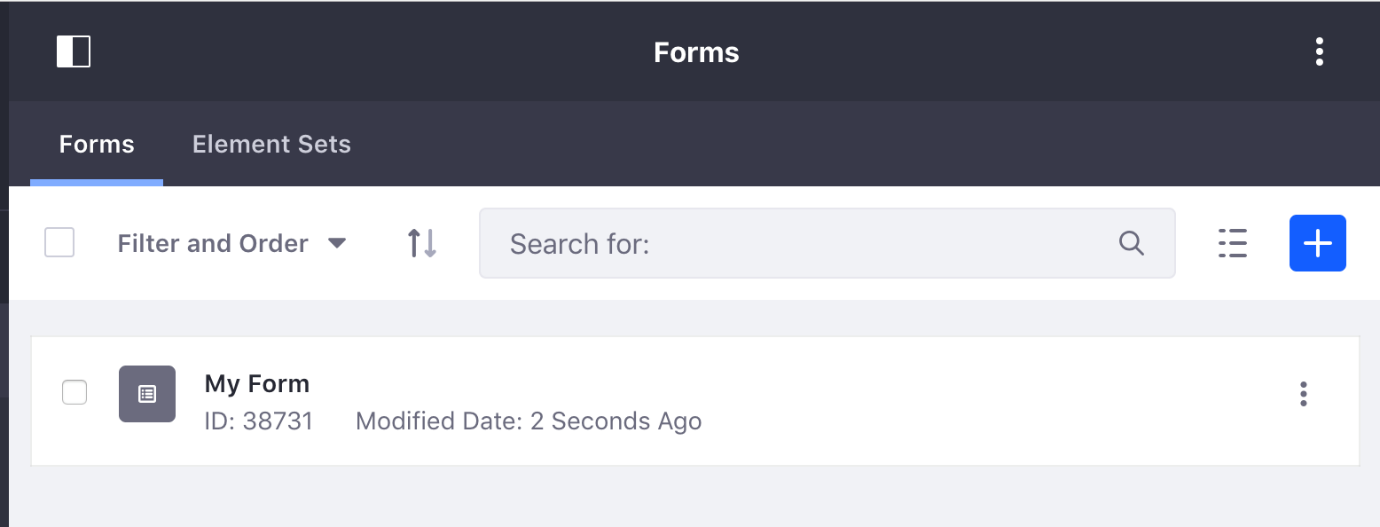 Forms
Forms Element Sets
Filter and Order Search for:
My Form
ID: 38731 Modified Date: 2 Seconds Ago